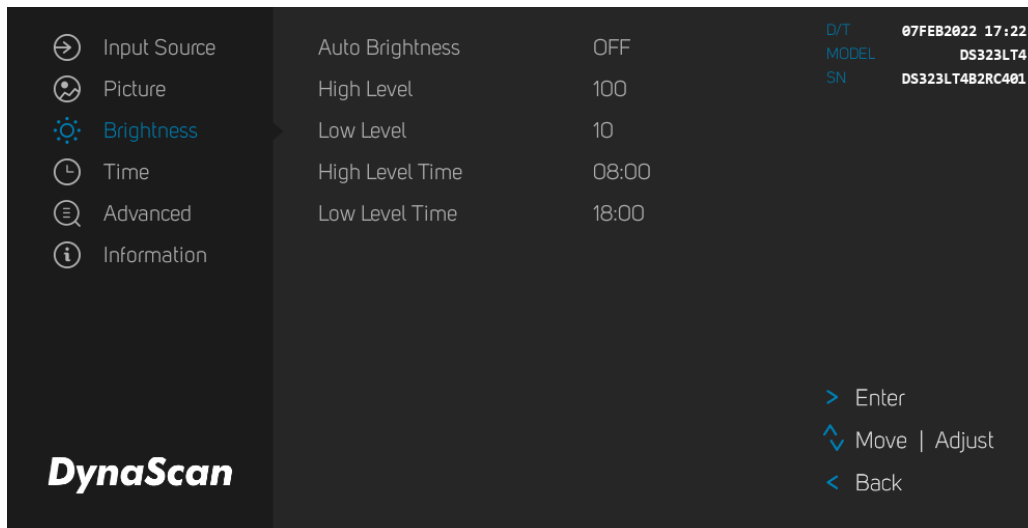 Input Source
Picture
Brightness
Time
Advanced
Information
DynaScan
Auto Brightness OFF
High Level 100
Low Level 10
High Level Time 08:00
Low Level Time 18:00
D/T 07FEB2022 17:22
MODEL DS323LT4
SN DS323LT4B2RC401
> Enter
Move | Adjust
< Back